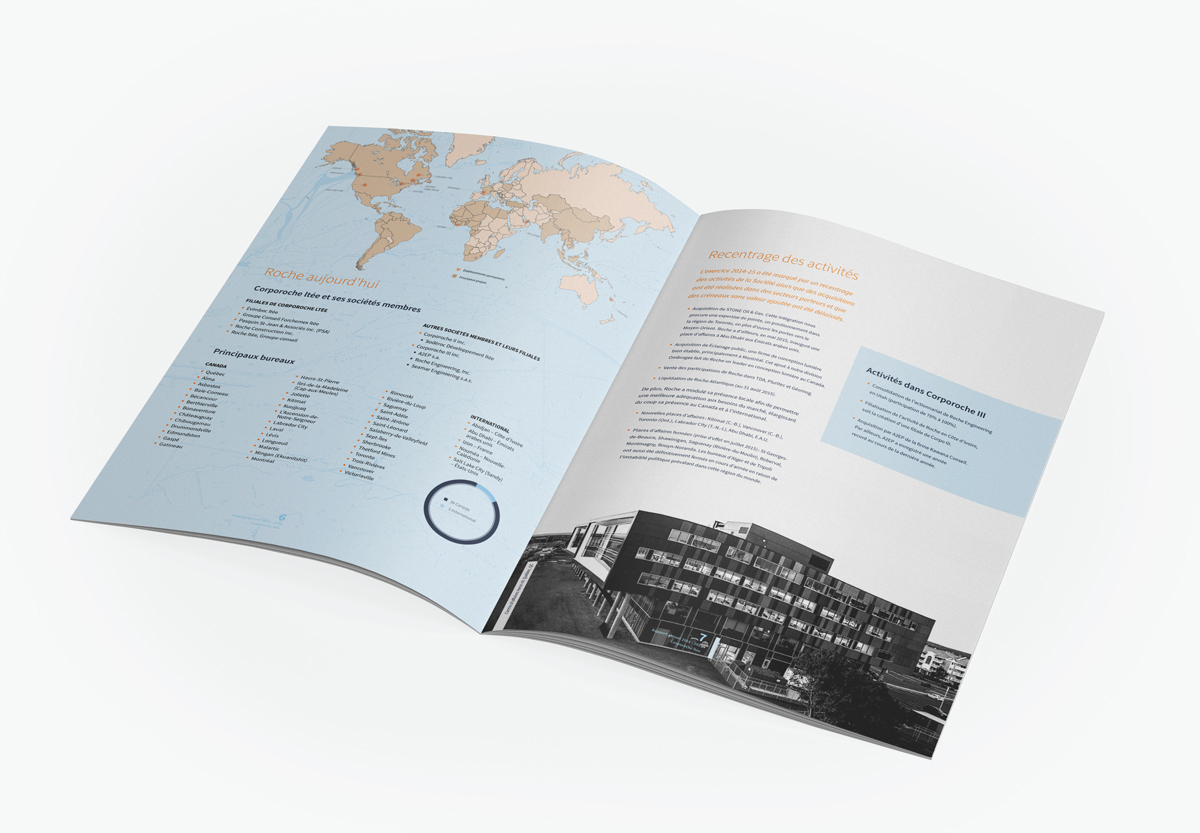 Roche aujourd'hui
Corporoche ltée et ses sociétés membres
FILIALES DE CORPOROCHE LTÉE
Evimbec ltée
Groupe Conseil Forchemex ltée
Pasquin St-Jean & Associés inc. (PSA)
Roche Construction inc.
Roche ltée, Groupe-conseil
AUTRES SOCIÉTÉS MEMBRES ET LEURS FILIALES
Corporoche II inc.
Sodéroc Développement ltée
Corporoche III inc.
A2EP s.a.
Roche Engineering, Inc.
Seamar Engineering s.a.s.
Principaux bureaux
CANADA
Québec
Alma
Asbestos
Baie-Comeau
Bécancour
Berthierville
Bonaventure
Châteauguay
Chibougamau
Drummondville
Edmundston
Gaspé
Gatineau
Havre-St-Pierre
Îles-de-la-Madeleine
(Cap-aux-Meules)
Joliette
Kitimat
Kuujjuaq
L'Ascension-de-
Notre-Seigneur
Labrador City
Laval
Lévis
Longueuil
Malartic
Mingan (Ekuanitshit)
Montréal
Rimouski
Rivière-du-Loup
Saguenay
Saint-Adèle
Saint-Jérôme
Saint-Léonard
Salaberry-de-Valleyfield
Sept-Îles
Sherbrooke
Thetford Mines
Toronto
Trois-Rivières
Vancouver
Victoriaville
INTERNATIONAL
Abidjan - Côte d'Ivoire
Abu Dhabi - Émirats
arabes unis
Lyon - France
Nouméa - Nouvelle-
Calédonie
Salt Lake City (Sandy)
- États-Unis
Au Canada
À l'international
6
Recentrage des activités
L'exercice 2014-15 a été marqué par un recentrage
des activités de la Société alors que des acquisitions
ont été réalisées dans des secteurs porteurs et que
des créneaux sans valeur ajoutée ont été délaissés.
Acquisition de STONE Oil & Gas. Cette intégration nous
procure une expertise de pointe, un positionnement dans
la région de Toronto, en plus d'ouvrir les portes vers le
Moyen-Orient. Roche a d'ailleurs, en mai 2015, inauguré une
place d'affaires à Abu Dhabi aux Émirats arabes unis.
Acquisition de Éclairage public, une firme de conception lumière
bien établie, principalement à Montréal. Cet ajout à notre division
Ombrages fait de Roche un leader en conception lumière au Canada.
Vente des participations de Roche dans TDA, Pluritec et Géosing.
Liquidation de Roche-Atlantique (au 31 août 2015).
De plus, Roche a modulé sa présence locale afin de permettre
une meilleure adéquation aux besoins du marché, élargissant
du coup sa présence au Canada et à l'international.
Nouvelles places d'affaires : Kitimat (C.-B.), Vancouver (C.-B.),
Toronto (Ont.), Labrador City (T.-N.-L), Abu Dhabi, E.A.U.
Places d'affaires fermées (prise d'effet en juillet 2015) : St-Georges-
de-Beauce, Shawinigan, Saguenay (Rivière-du-Moulin), Roberval,
Montmagny, Rouyn-Noranda. Les bureaux d'Alger et de Tripoli
ont aussi été définitivement fermés en cours d'année en raison de
l'instabilité politique prévalant dans cette région du monde.
Activités dans Corporoche III
Consolidation de l'actionnariat de Roche Engineering
en Utah (participation de 78% à 100%).
Finalisation de l'activité de Roche en Côte d'Ivoire,
soit la création d'une filiale de Corpo III.
Acquisition par A2EP de la firme Kawana Conseil.
Par ailleurs, A2EP a enregistré une année
record au cours de la dernière année.
7